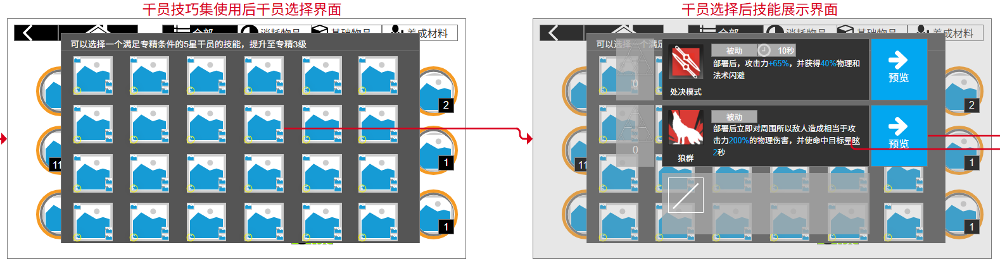 干员技巧集使用后干员选择界面
全部
消耗物品
基础物品
养成材料
可以选择一个满足专精条件的5星干员的技能，提升至专精3级
2
11
1
1
干员选择后技能展示界面
全部
消耗物品
基础物品
养成材料
可以选择一个满足
被动
10秒
部署后，攻击力+65%，并获得40%物理和
法术闪避
处决模式
预览
0
被动
部署后立即对周围所以敌人造成相当于攻
击力200%的物理伤害，并使命中目标星眩
2秒
狼群
预览
0
2
11
1
1